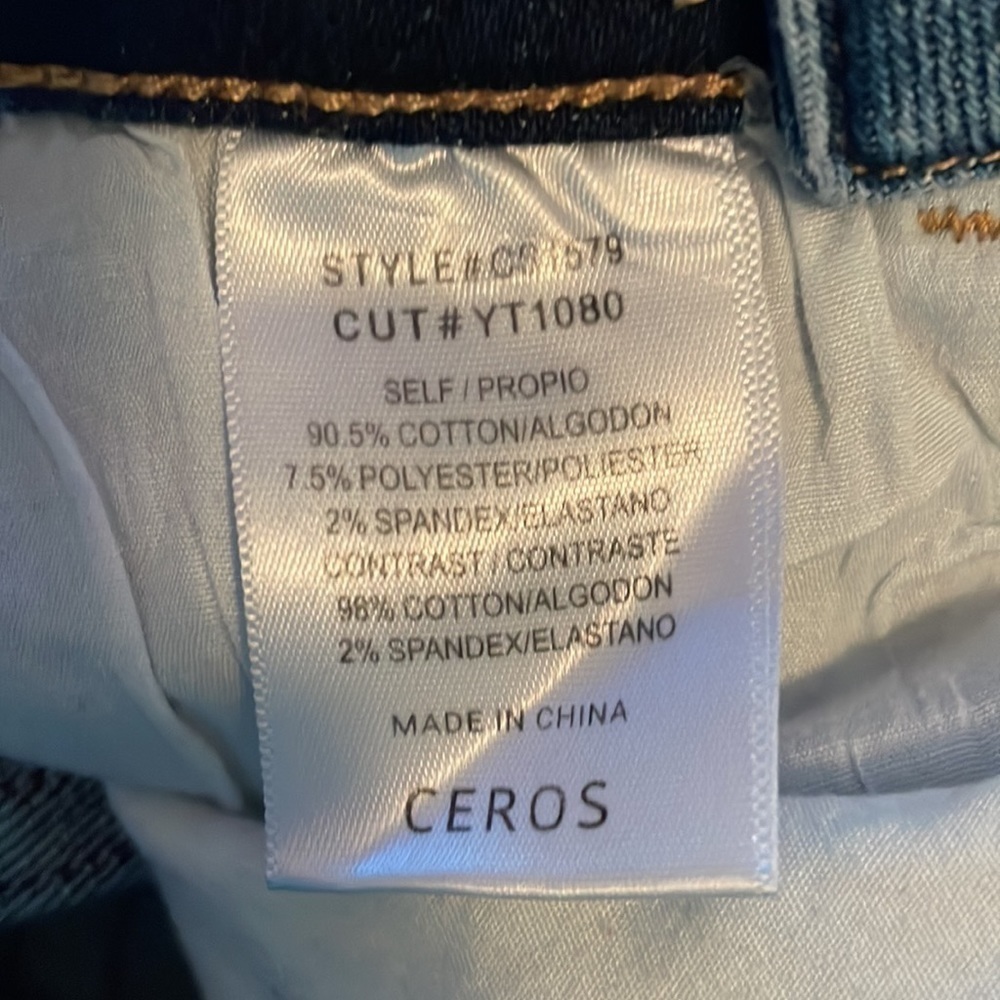 STYLE#
CUT#YT1080
SELF / PROPIO
90.5% COTTON/ALGODON
7.5% POLYESTER/POLIESTER
2% SPANDEX/ELASTANO
CONTRAST / CONTRASTE
98% COTTON/ALGODON
2% SPANDEX/ELASTANO
MADE IN CHINA
CEROS